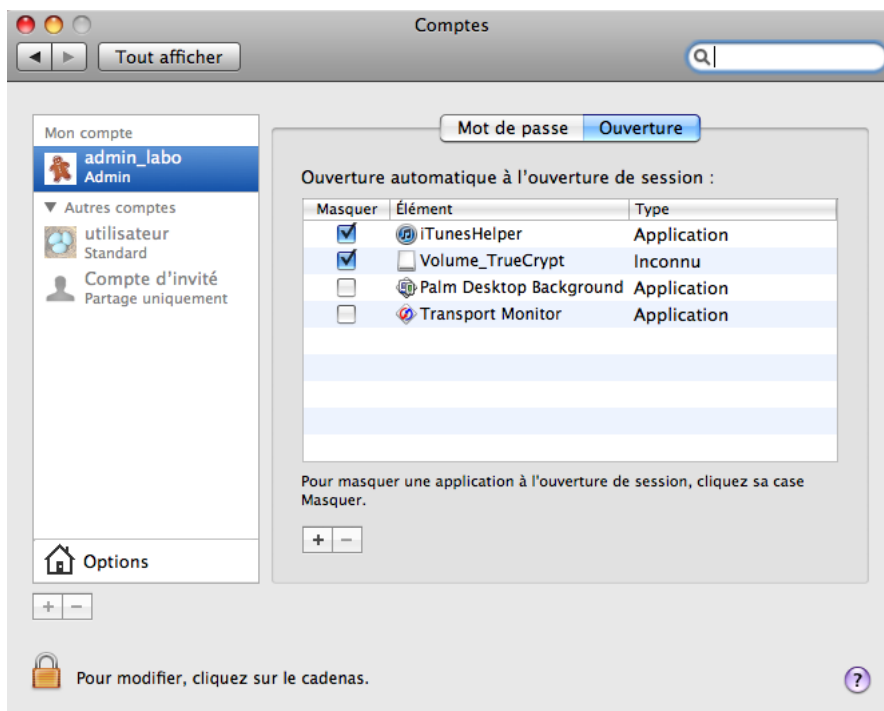 Comptes
Tout afficher
Mon compte
admin_labo
Admin
Autres comptes
utilisateur
Standard
Compte d'invité
Partage uniquement
Options
Mot de passe
Ouverture
Ouverture automatique à l'ouverture de session :
Masquer Élément Type
iTunesHelper Application
Volume_TrueCrypt Inconnu
Palm Desktop Background Application
Transport Monitor Application
Pour masquer une application à l'ouverture de session, cliquez sa case
Masquer.
+ −
+ −
Pour modifier, cliquez sur le cadenas.
?